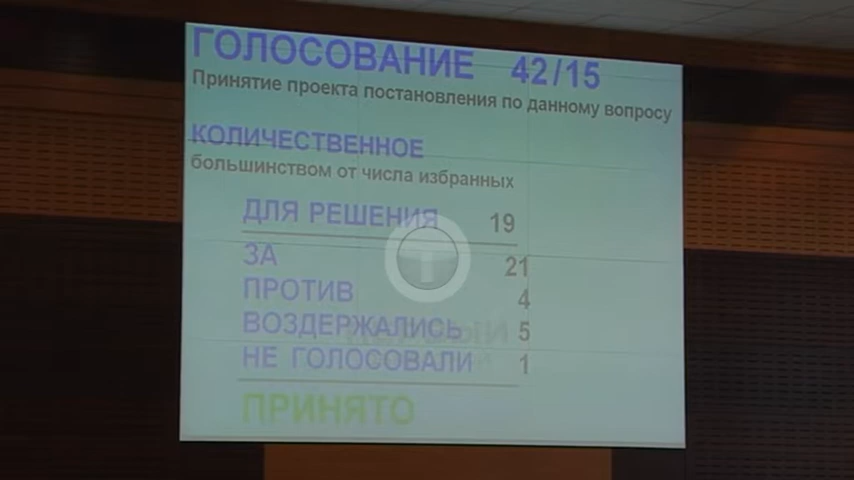 ГОЛОСОВАНИЕ 42/15
Принятие проекта постановления по данному вопросу
КОЛИЧЕСТВЕННОЕ
большинством от числа избранных
ДЛЯ РЕШЕНИЯ 19
ЗА 21
ПРОТИВ 4
ВОЗДЕРЖАЛИСЬ 5
НЕ ГОЛОСОВАЛИ 1
ПРИНЯТО